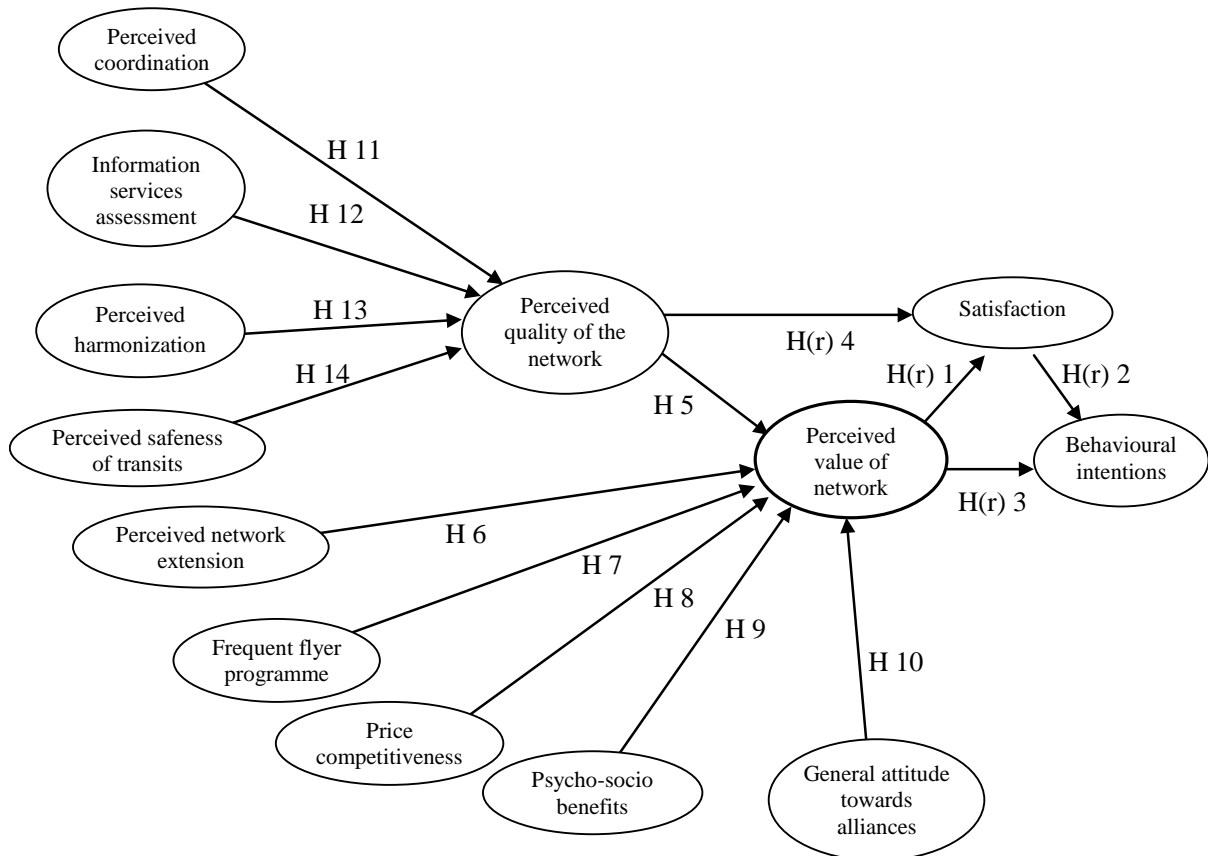 Perceived
coordination
H 11
Information
services
assessment
H 12
Perceived
harmonization
H 13
Perceived safeness
of transits
H 14
Perceived
quality of the
network
H(r) 4
Satisfaction
H 5
H(r) 1
H(r) 2
Perceived
value of
network
H(r) 3
Behavioural
intentions
Perceived network
extension
H 6
Frequent flyer
programme
H 7
Price
competitiveness
H 8
Psycho-socio
benefits
H 9
General attitude
towards
alliances
H 10